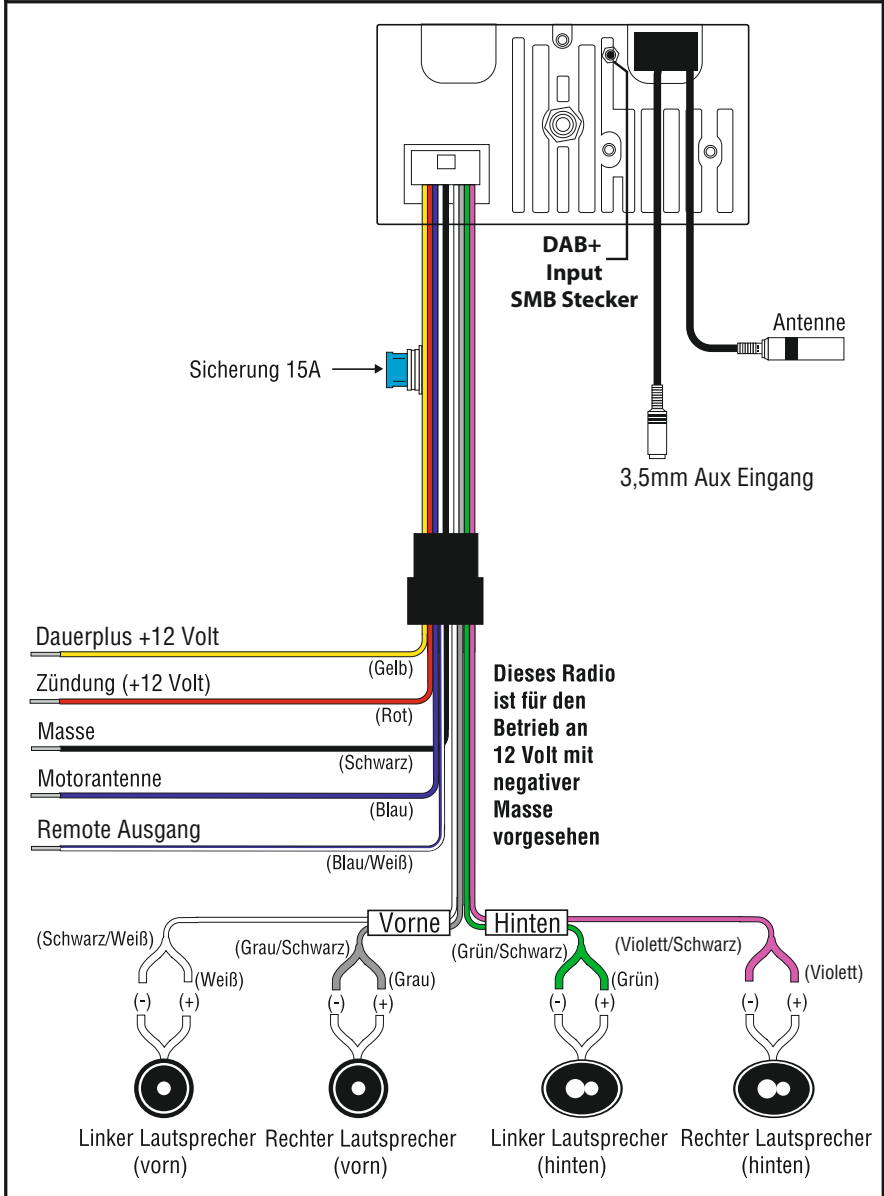 DAB+
Input
SMB Stecker
Antenne
Sicherung 15A
3,5mm Aux Eingang
Dauerplus +12 Volt
(Gelb)
Zündung (+12 Volt)
(Rot)
Masse
(Schwarz)
Motorantenne
(Blau)
Remote Ausgang
(Blau/Weiß)
Dieses Radio
ist für den
Betrieb an
12 Volt mit
negativer
Masse
vorgesehen
Vorne
Hinten
(Schwarz/Weiß)
(Weiß)
(Grau/Schwarz)
(Grau)
(Grün/Schwarz)
(Grün)
(Violett/Schwarz)
(Violett)
(-) (+)
(-) (+)
(-) (+)
(-) (+)
Linker Lautsprecher
(vorn)
Rechter Lautsprecher
(vorn)
Linker Lautsprecher
(hinten)
Rechter Lautsprecher
(hinten)